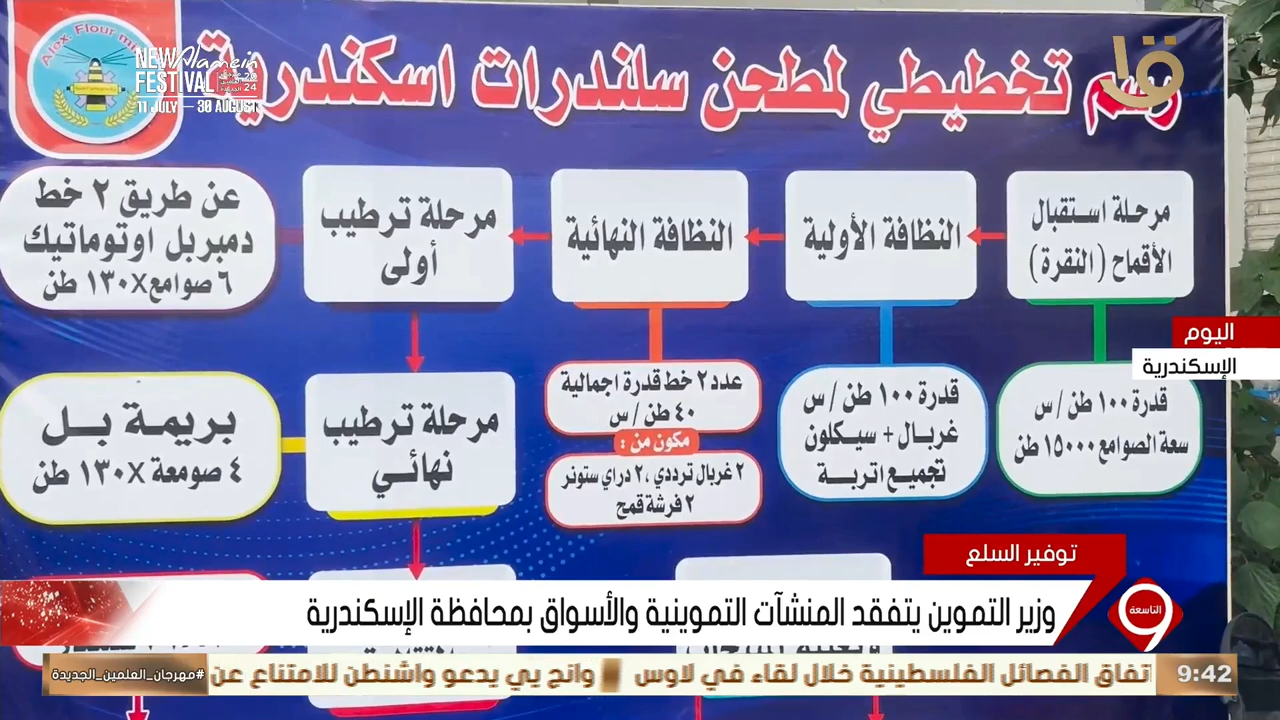 Alex. Flour
NEW Alamein
FESTIVAL
11 JULY — 30 AUGUST
رسم تخطيطي لمطحن سلندرات اسكندرية
مرحلة استقبال
الأقماح (النقرة)
النظافة الأولية
النظافة النهائية
مرحلة ترطيب
أولى
عن طريق ٢ خط
دمبربل اوتوماتيك
٦ صوامع ١٣٠X طن
قدرة ١٠٠ طن / س
سعة الصوامع ١٥٠٠٠ طن
قدرة ١٠٠ طن / س
غربال + سيكلون
تجميع اتربة
عدد ٢ خط قدرة اجمالية
٤٠ طن / س
مكون من :
٢ غربال ترددي ، ٢ دراي ستونر
٢ فرشة قمح
مرحلة ترطيب
نهائي
بريمة بل
٤ صومعة ١٣٠X طن
اليوم
الإسكندرية
توفير السلع
وزير التموين يتفقد المنشآت التموينية والأسواق بمحافظة الإسكندرية
التاسعة
9
9:42
تفاق الفصائل الفلسطينية خلال لقاء في لاوس
وانج يي يدعو واشنطن للامتناع عن
#مهرجان_العلمين_الجديدة